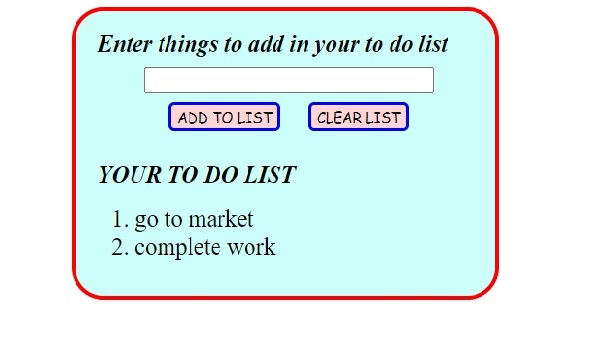 Enter things to add in your to do list
ADD TO LIST CLEAR LIST
YOUR TO DO LIST
1. go to market
2. complete work